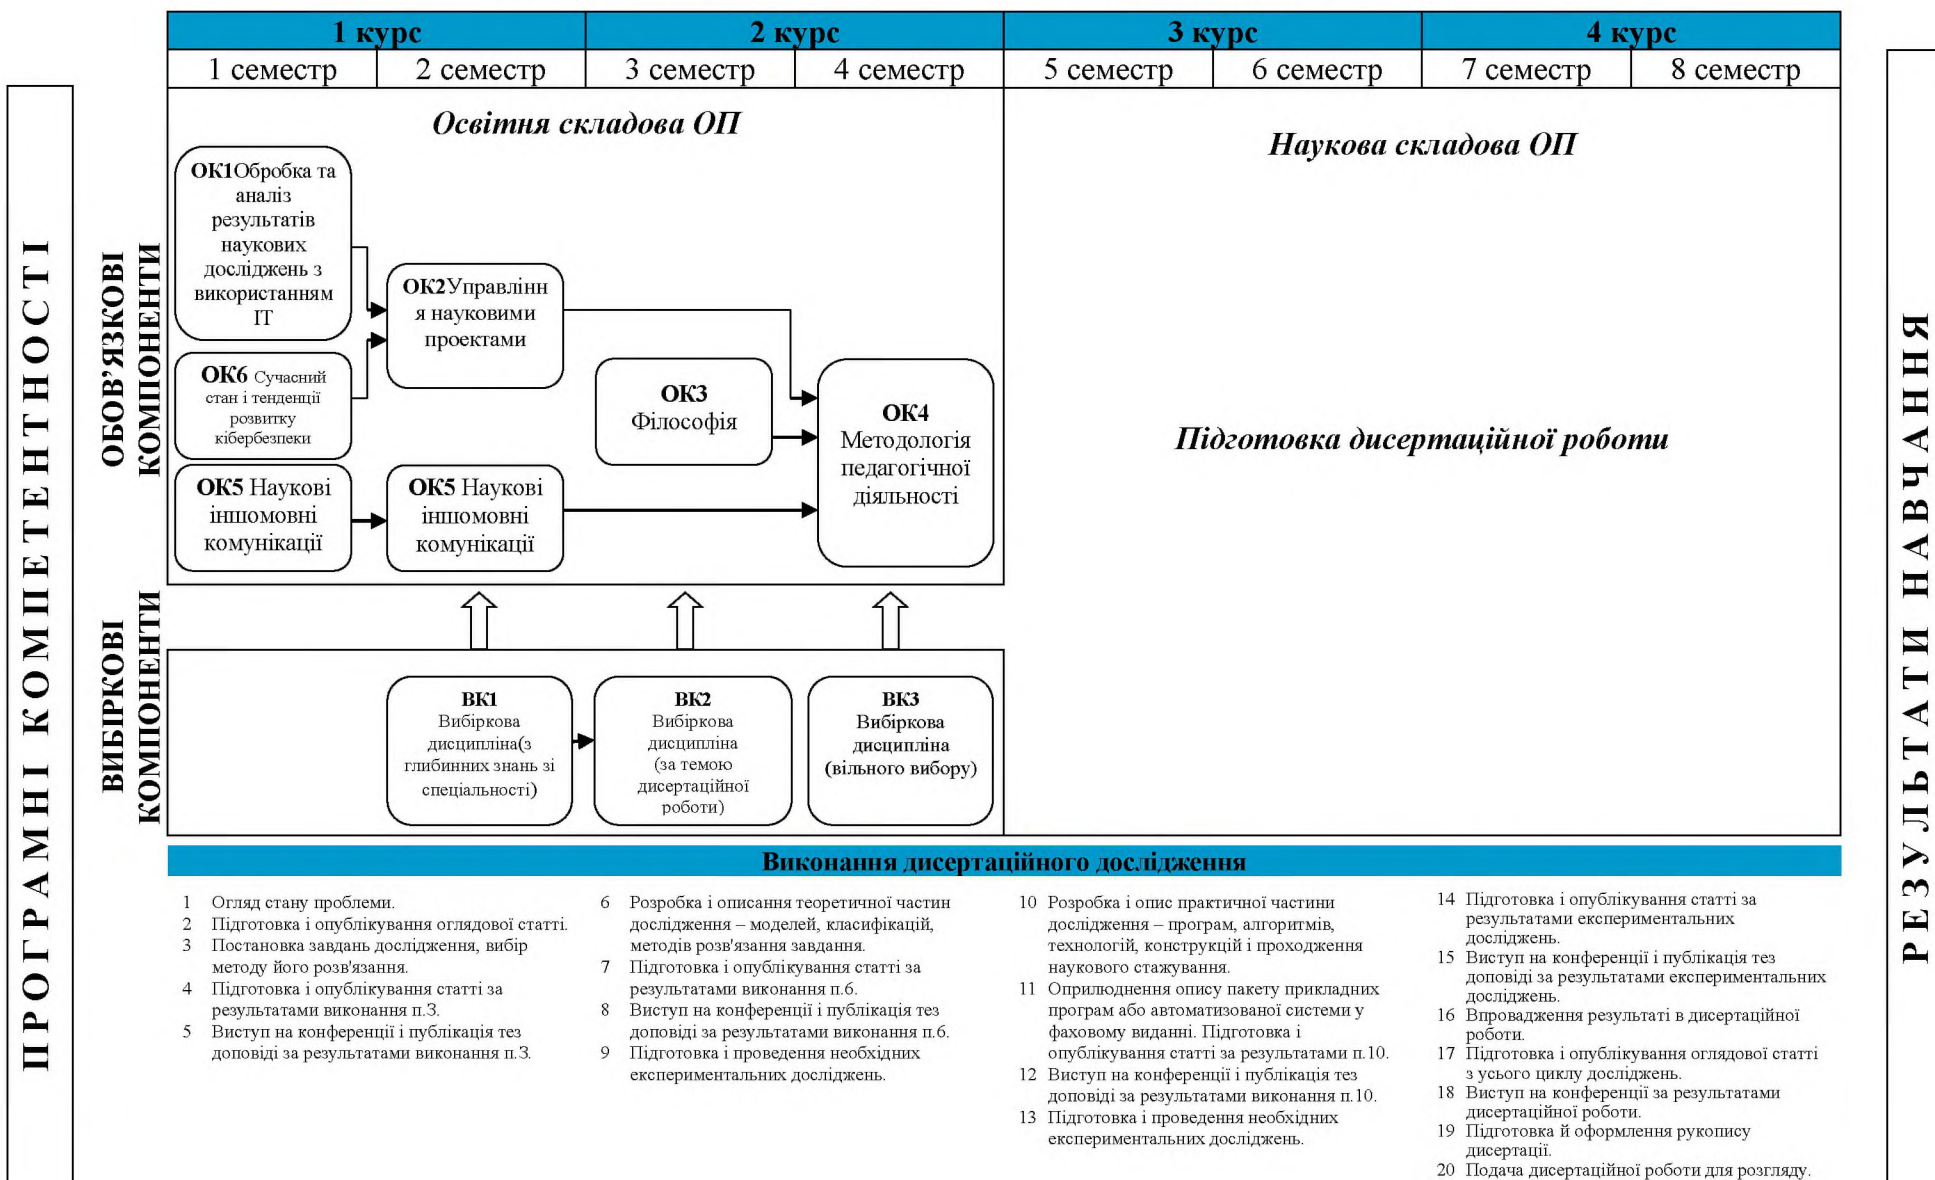 1 курс
2 курс
3 курс
4 курс
1 семестр
2 семестр
3 семестр
4 семестр
5 семестр
6 семестр
7 семестр
8 семестр
ПРОГРАМНІ КОМПЕТЕНТНОСТІ
ОБОВ'ЯЗКОВІ
КОМПОНЕНТИ
Освітня складова ОП
ОК1Обробка та
аналіз
результатів
наукових
досліджень з
використанням
ІТ
ОК6 Сучасний
стан і тенденції
розвитку
кібербезпеки
ОК5 Наукові
іншомовні
комунікації
ОК2Управлінн
я науковими
проектами
ОК5 Наукові
іншомовні
комунікації
ОК3
Філософія
ОК4
Методологія
педагогічної
діяльності
Наукова складова ОП
Підготовка дисертаційної роботи
ВИБІРКОВІ
КОМПОНЕНТИ
ВК1
Вибіркова
дисципліна(з
глибинних знань зі
спеціальності)
ВК2
Вибіркова
дисципліна
(за темою
дисертаційної
роботи)
ВК3
Вибіркова
дисципліна
(вільного вибору)
РЕЗУЛЬТАТИ НАВЧАННЯ
Виконання дисертаційного дослідження
1 Огляд стану проблеми.
2 Підготовка і опублікування оглядової статті.
3 Постановка завдань дослідження, вибір
методу його розв'язання.
4 Підготовка і опублікування статті за
результатами виконання п.3.
5 Виступ на конференції і публікація тез
доповіді за результатами виконання п.3.
6 Розробка і описання теоретичної частин
дослідження – моделей, класифікацій,
методів розв'язання завдання.
7 Підготовка і опублікування статті за
результатами виконання п.6.
8 Виступ на конференції і публікація тез
доповіді за результатами виконання п.6.
9 Підготовка і проведення необхідних
експериментальних досліджень.
10 Розробка і опис практичної частини
дослідження – програм, алгоритмів,
технологій, конструкцій і проходження
наукового стажування.
11 Оприлюднення опису пакету прикладних
програм або автоматизованої системи у
фаховому виданні. Підготовка і
опублікування статті за результатами п.10.
12 Виступ на конференції і публікація тез
доповіді за результатами виконання п.10.
13 Підготовка і проведення необхідних
експериментальних досліджень.
14 Підготовка і опублікування статті за
результатами експериментальних
досліджень.
15 Виступ на конференції і публікація тез
доповіді за результатами експериментальних
досліджень.
16 Впровадження результаті в дисертаційної
роботи.
17 Підготовка і опублікування оглядової статті
з усього циклу досліджень.
18 Виступ на конференції за результатами
дисертаційної роботи.
19 Підготовка й оформлення рукопису
дисертації.
20 Подача дисертаційної роботи для розгляду.